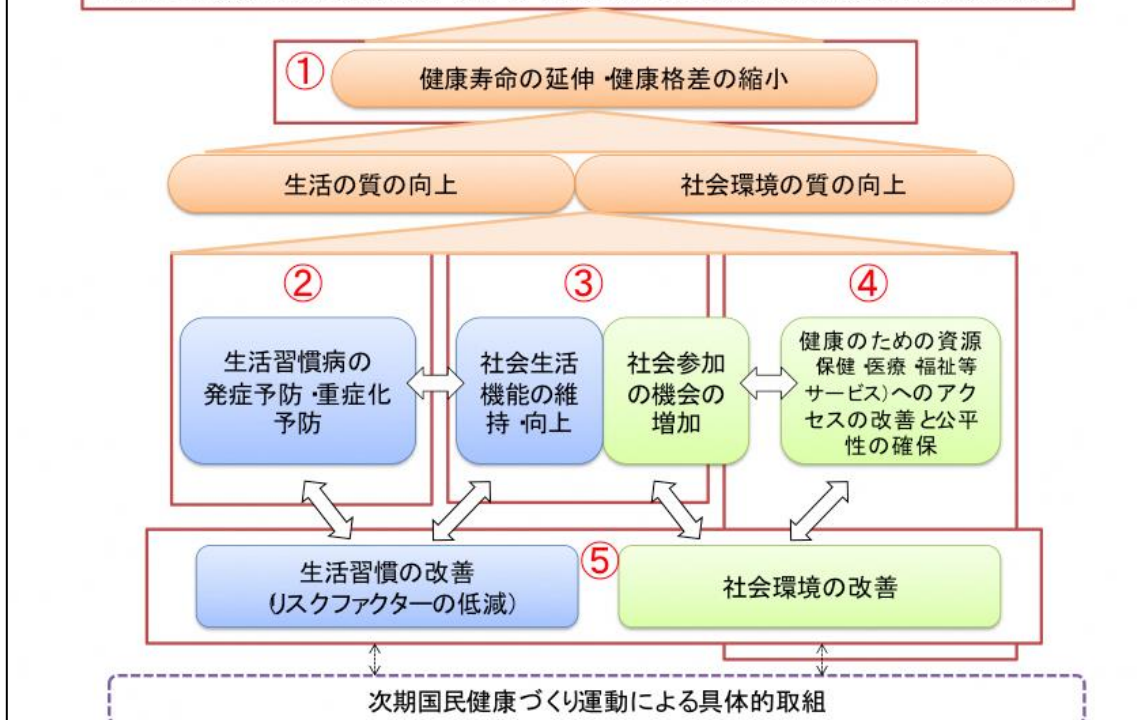 ①
健康寿命の延伸・健康格差の縮小
生活の質の向上
社会環境の質の向上
②
③
④
生活習慣病の
発症予防・重症化
予防
社会生活
機能の維
持・向上
社会参加
の機会の
増加
健康のための資源
保健・医療・福祉等
サービス)へのアク
セスの改善と公平
性の確保
⑤
生活習慣の改善
(リスクファクターの低減)
社会環境の改善
次期国民健康づくり運動による具体的取組